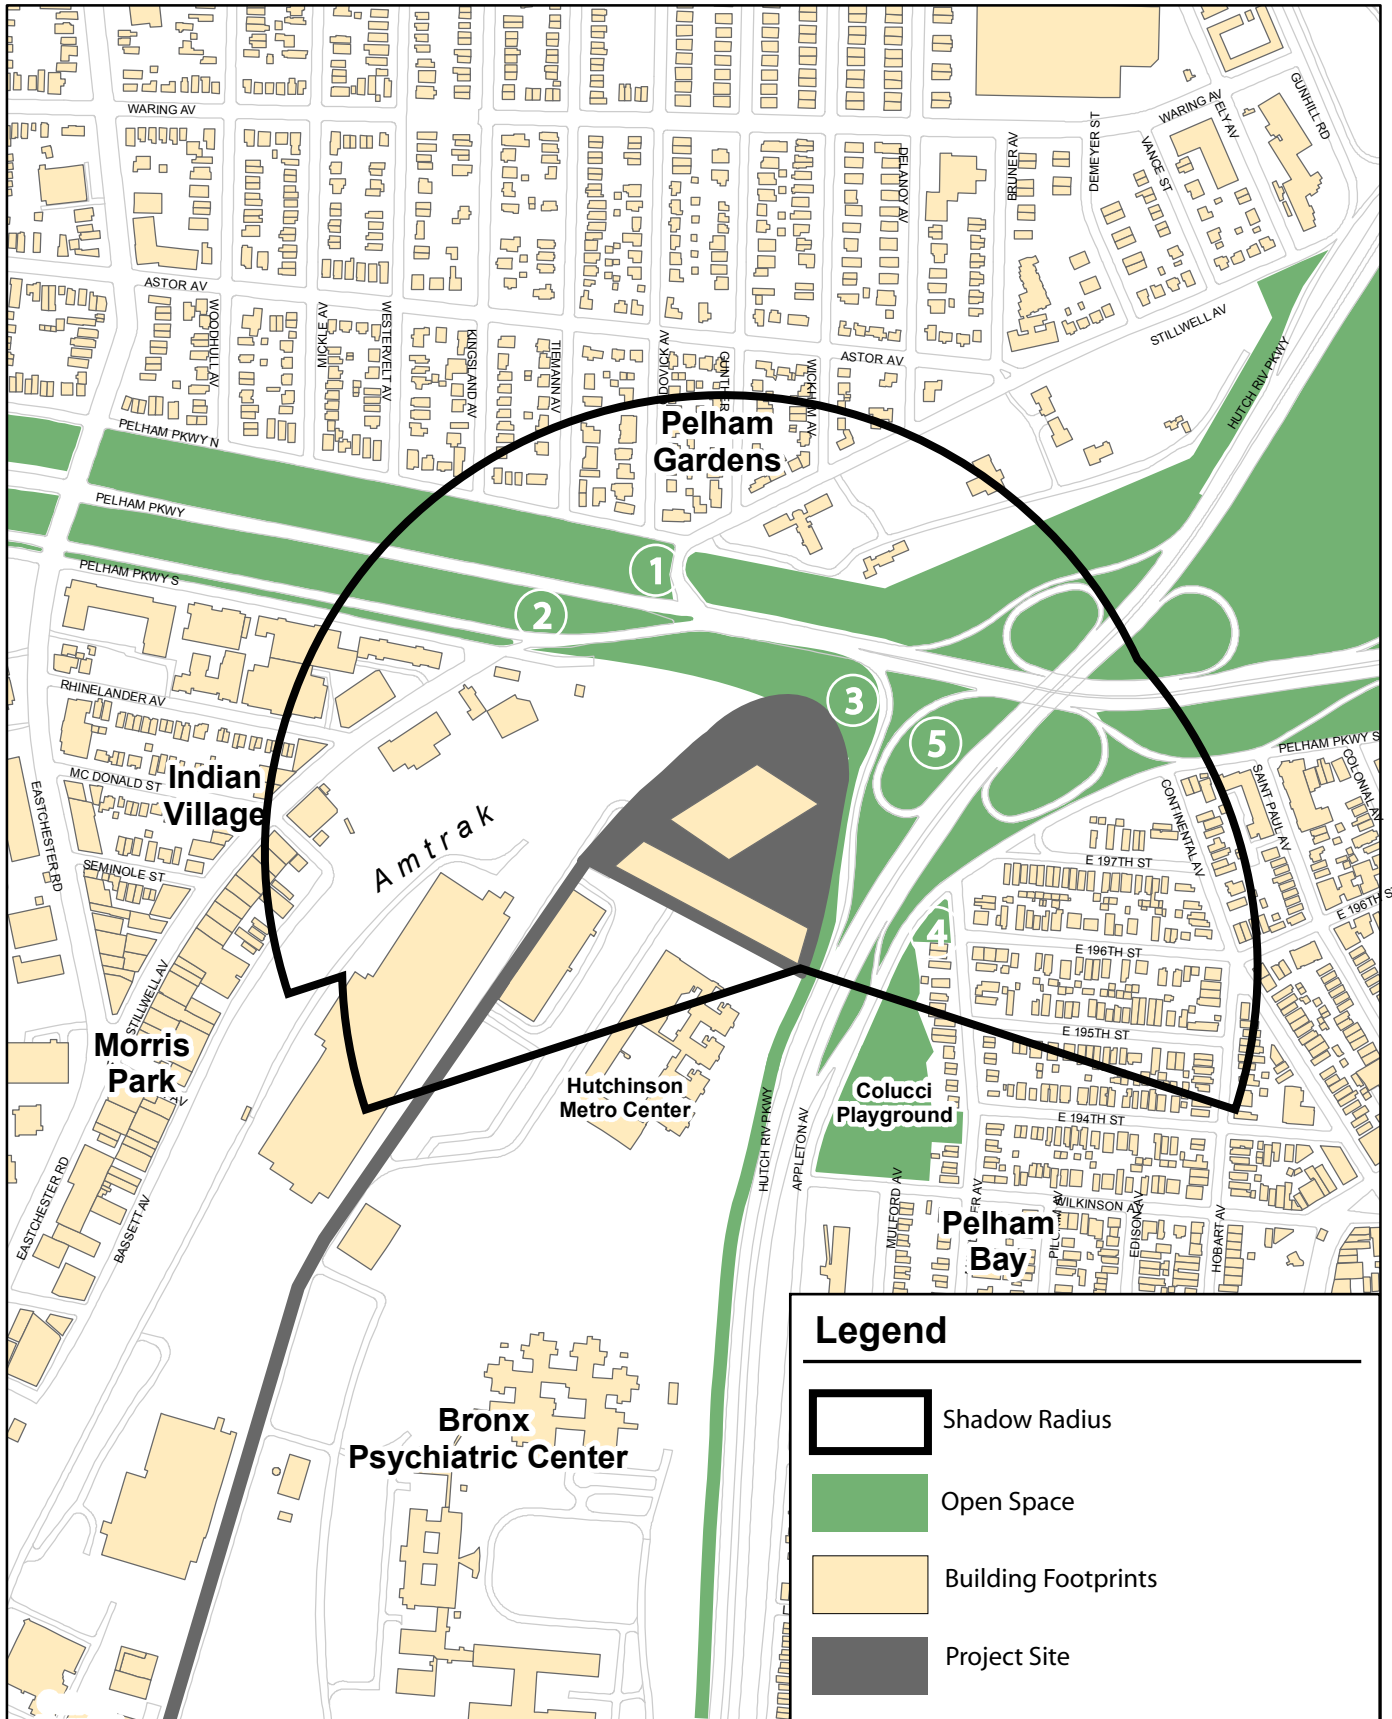 WARING AV
WARING AV
ELY AV
GUNHILL RD
DEMEYER ST
VANCE ST
BRUNER AV
DELANOY AV
ASTOR AV
WOODHULL AV
MICKLE AV
WESTERVELT AV
KINGSLAND AV
TIEMANN AV
WICKHAM AV
ASTOR AV
STILLWELL AV
HUTCH RIV PKWY
Pelham
Gardens
PELHAM PKWY N
PELHAM PKWY
PELHAM PKWY S
1
2
3
5
4
RHINELANDER AV
MC DONALD ST
SEMINOLE ST
EASTCHESTER RD
Indian
Village
Amtrak
PELHAM PKWY S
CONTINENTAL AV
SAINT PAUL AV
COLONIAL AV
E 197TH ST
E 196TH S
E 196TH ST
E 195TH ST
E 194TH ST
STILLWELL AV
Morris
Park
AV
Hutchinson
Metro Center
Colucci
Playground
HUTCH RIV PKWY
APPLETON AV
MULFORD AV
WILKINSON AV
EDISON AV
HOBART AV
Pelham
Bay
EASTCHESTER RD
BASSETT AV
Bronx
Psychiatric Center
Legend
Shadow Radius
Open Space
Building Footprints
Project Site